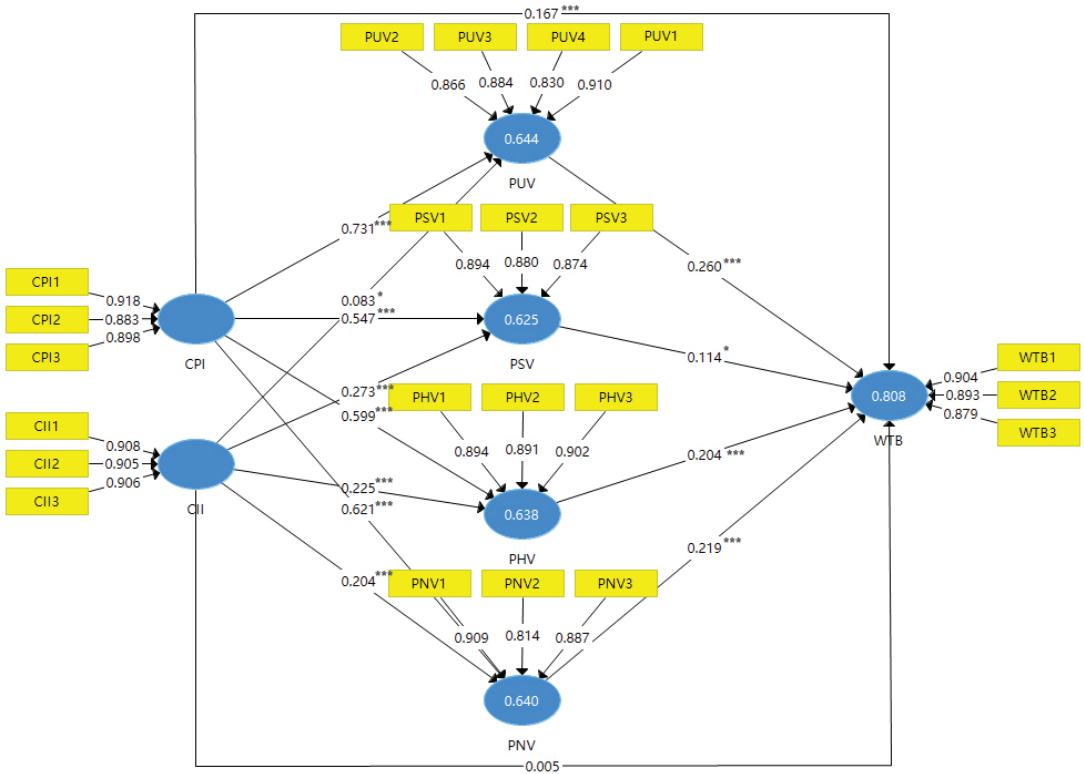 0.167 ***
PUV2 PUV3 PUV4 PUV1
0.866 0.884 0.830 0.910
0.644
PUV
0.731***
PSV1 PSV2 PSV3
0.894 0.880 0.874
0.260***
CPI1
CPI2
CPI3
0.918
0.883
0.898
CPI
0.083*
0.547***
0.625
PSV
0.114*
WTB1
WTB2
WTB3
0.904
0.893
0.879
0.808
WTB
0.273***
0.599***
PHV1 PHV2 PHV3
0.894 0.891 0.902
0.204***
CII1
CII2
CII3
0.908
0.905
0.906
CII
0.225***
0.621***
0.638
PHV
0.219***
0.204***
PNV1 PNV2 PNV3
0.909 0.814 0.887
0.640
PNV
0.005